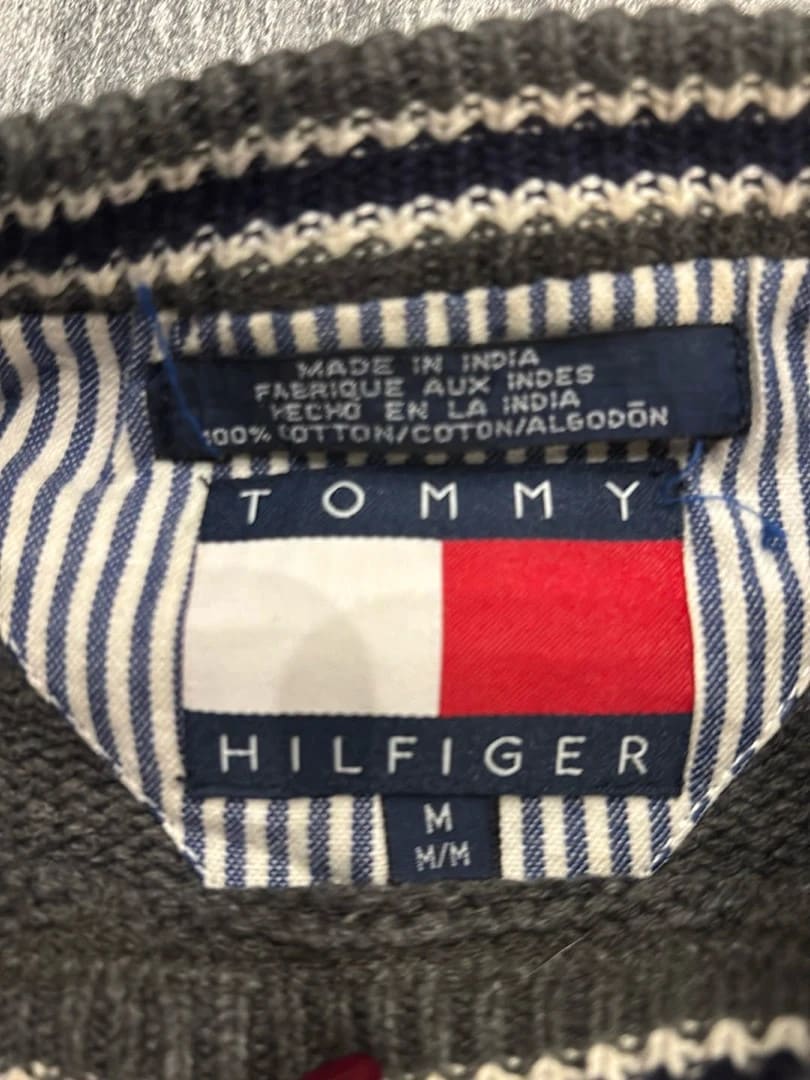 MADE IN INDIA
FABRIQUE AUX INDES
HECHO EN LA INDIA
100% COTTON/COTON/ALGODÓN
TOMMY
HILFIGER
M
M/M